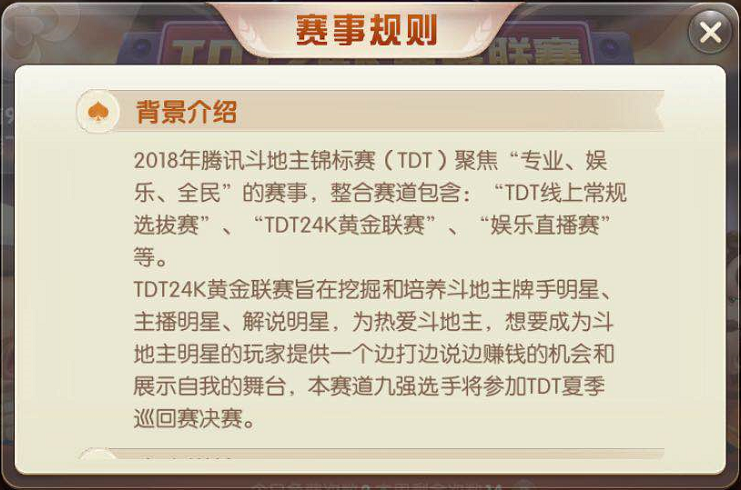 赛事规则
背景介绍
2018年腾讯斗地主锦标赛（TDT）聚焦“专业、娱
乐、全民”的赛事，整合赛道包含：“TDT线上常规
选拔赛”、“TDT24K黄金联赛”、“娱乐直播赛”
等。
TDT24K黄金联赛旨在挖掘和培养斗地主牌手明星、
主播明星、解说明星，为热爱斗地主，想要成为斗
地主明星的玩家提供一个边打边说边赚钱的机会和
展示自我的舞台，本赛道九强选手将参加TDT夏季
巡回赛决赛。